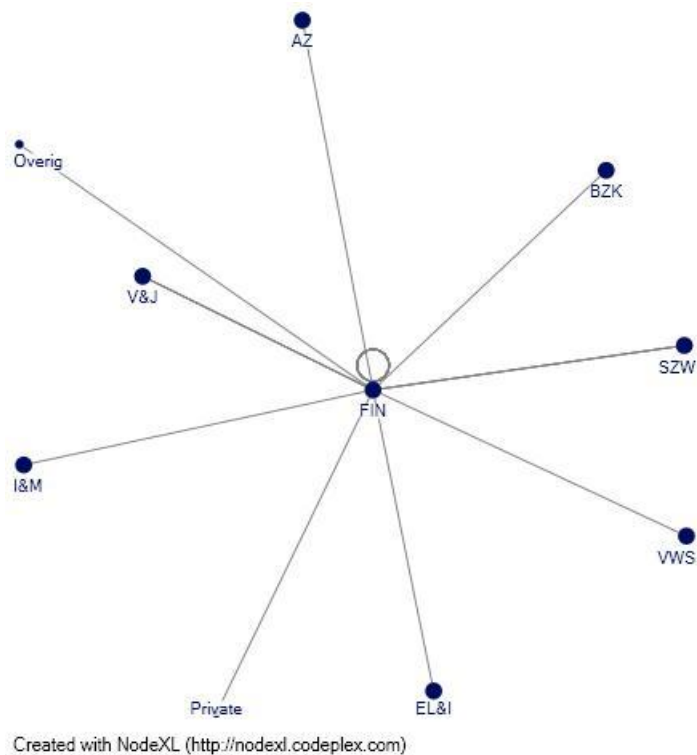 AZ
Overig
BZK
V&J
SZW
FIN
I&M
VWS
Private
EL&I
Created with NodeXL (http://nodexl.codeplex.com)